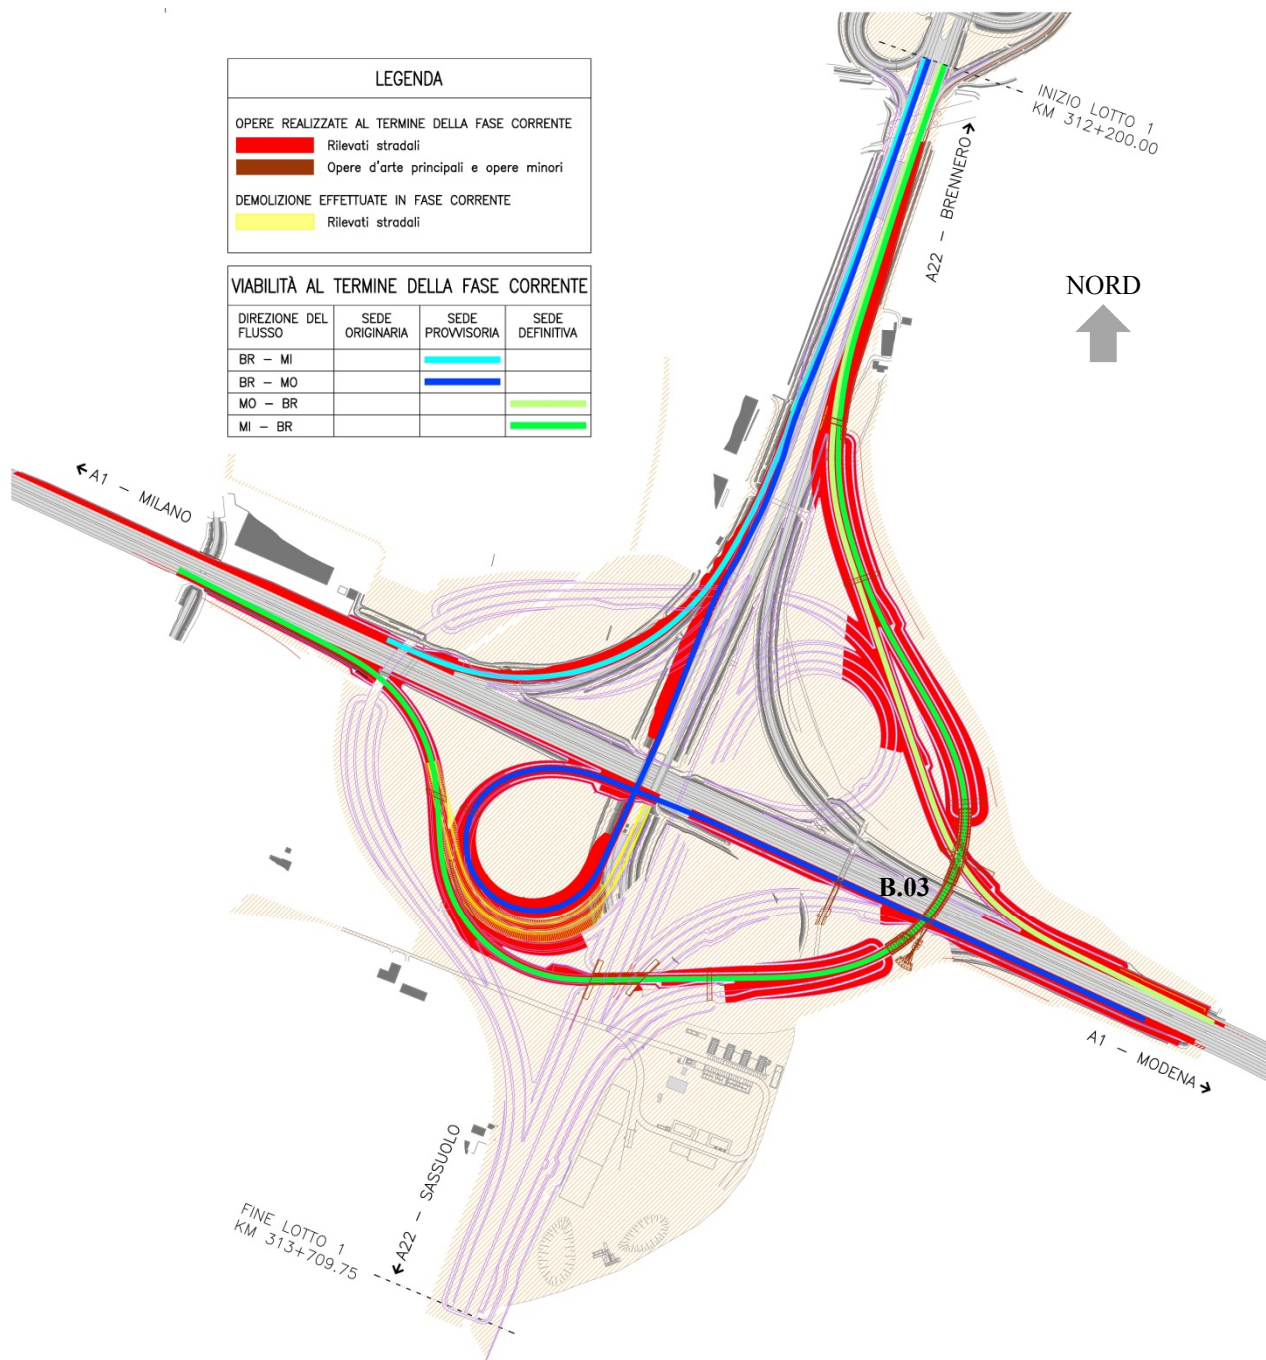 LEGENDA
OPERE REALIZZATE AL TERMINE DELLA FASE CORRENTE
Rilevati stradali
Opere d'arte principali e opere minori
DEMOLIZIONE EFFETTUATE IN FASE CORRENTE
Rilevati stradali
VIABILITÀ AL TERMINE DELLA FASE CORRENTE
DIREZIONE DEL FLUSSO
SEDE ORIGINARIA
SEDE PROVVISORIA
SEDE DEFINITIVA
BR – MI
BR – MO
MO – BR
MI – BR
INIZIO LOTTO 1
KM 312+200.00
A22 – BRENNERO
NORD
A1 – MILANO
B.03
A1 – MODENA
A22 – SASSUOLO
FINE LOTTO 1
KM 313+709.75